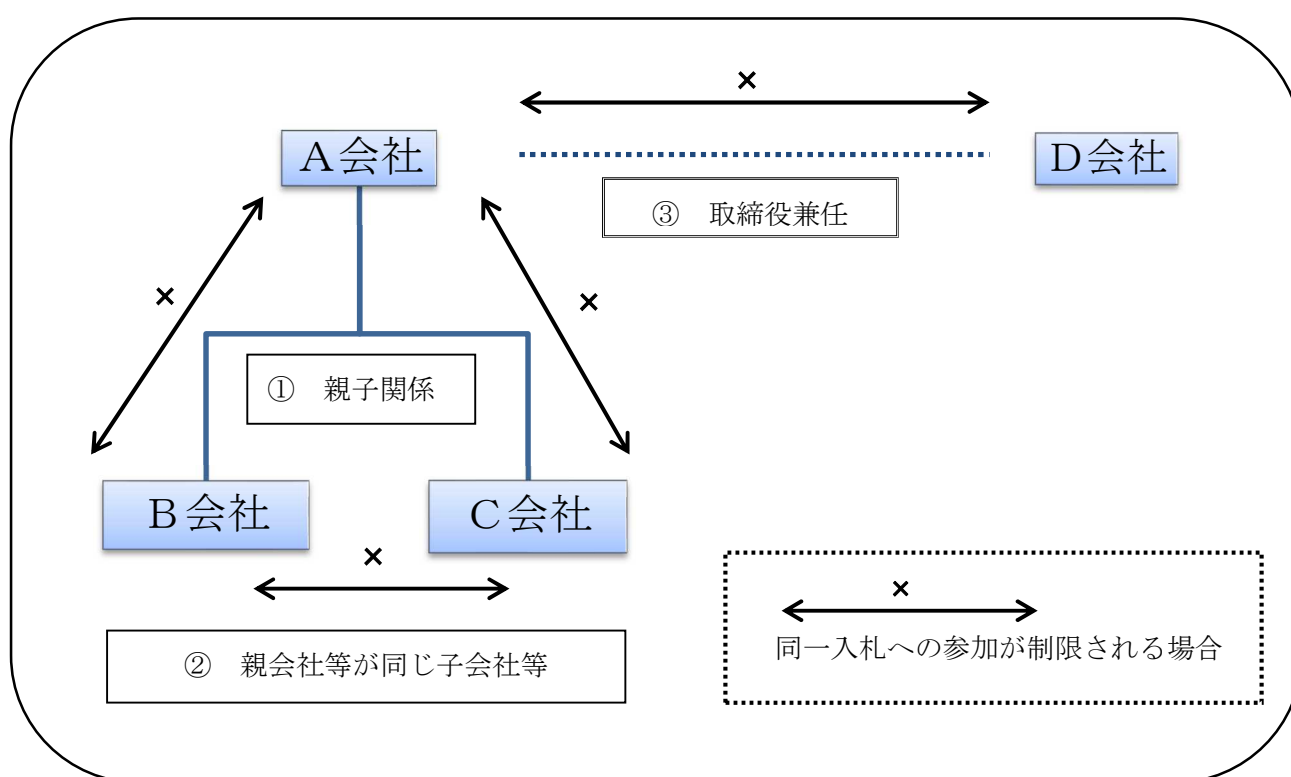 ×
A会社
D会社
③ 取締役兼任
×
×
① 親子関係
B会社
C会社
×
② 親会社等が同じ子会社等
×
同一入札への参加が制限される場合